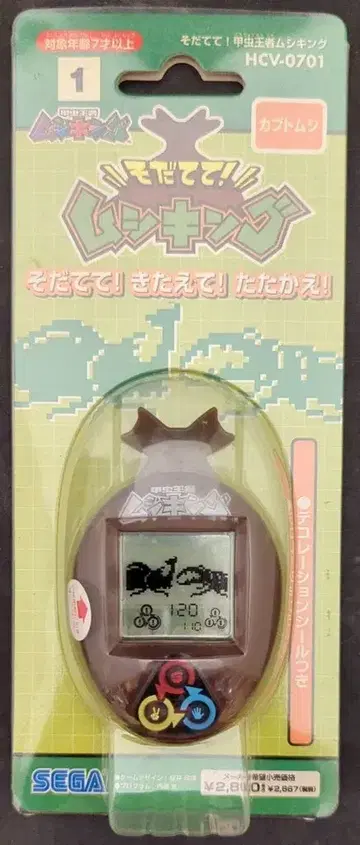 対象年齢7才以上
そだてて!甲虫王者ムシキング
HCV-0701
1
甲虫王者
ムシキング
カブトムシ
そだてて!
ムシキング
そだてて! きたえて! たたかえ!
甲虫王者
ムシキング
120
110
●デコレーションシールつき
SEGA
メーカー希望小売価格